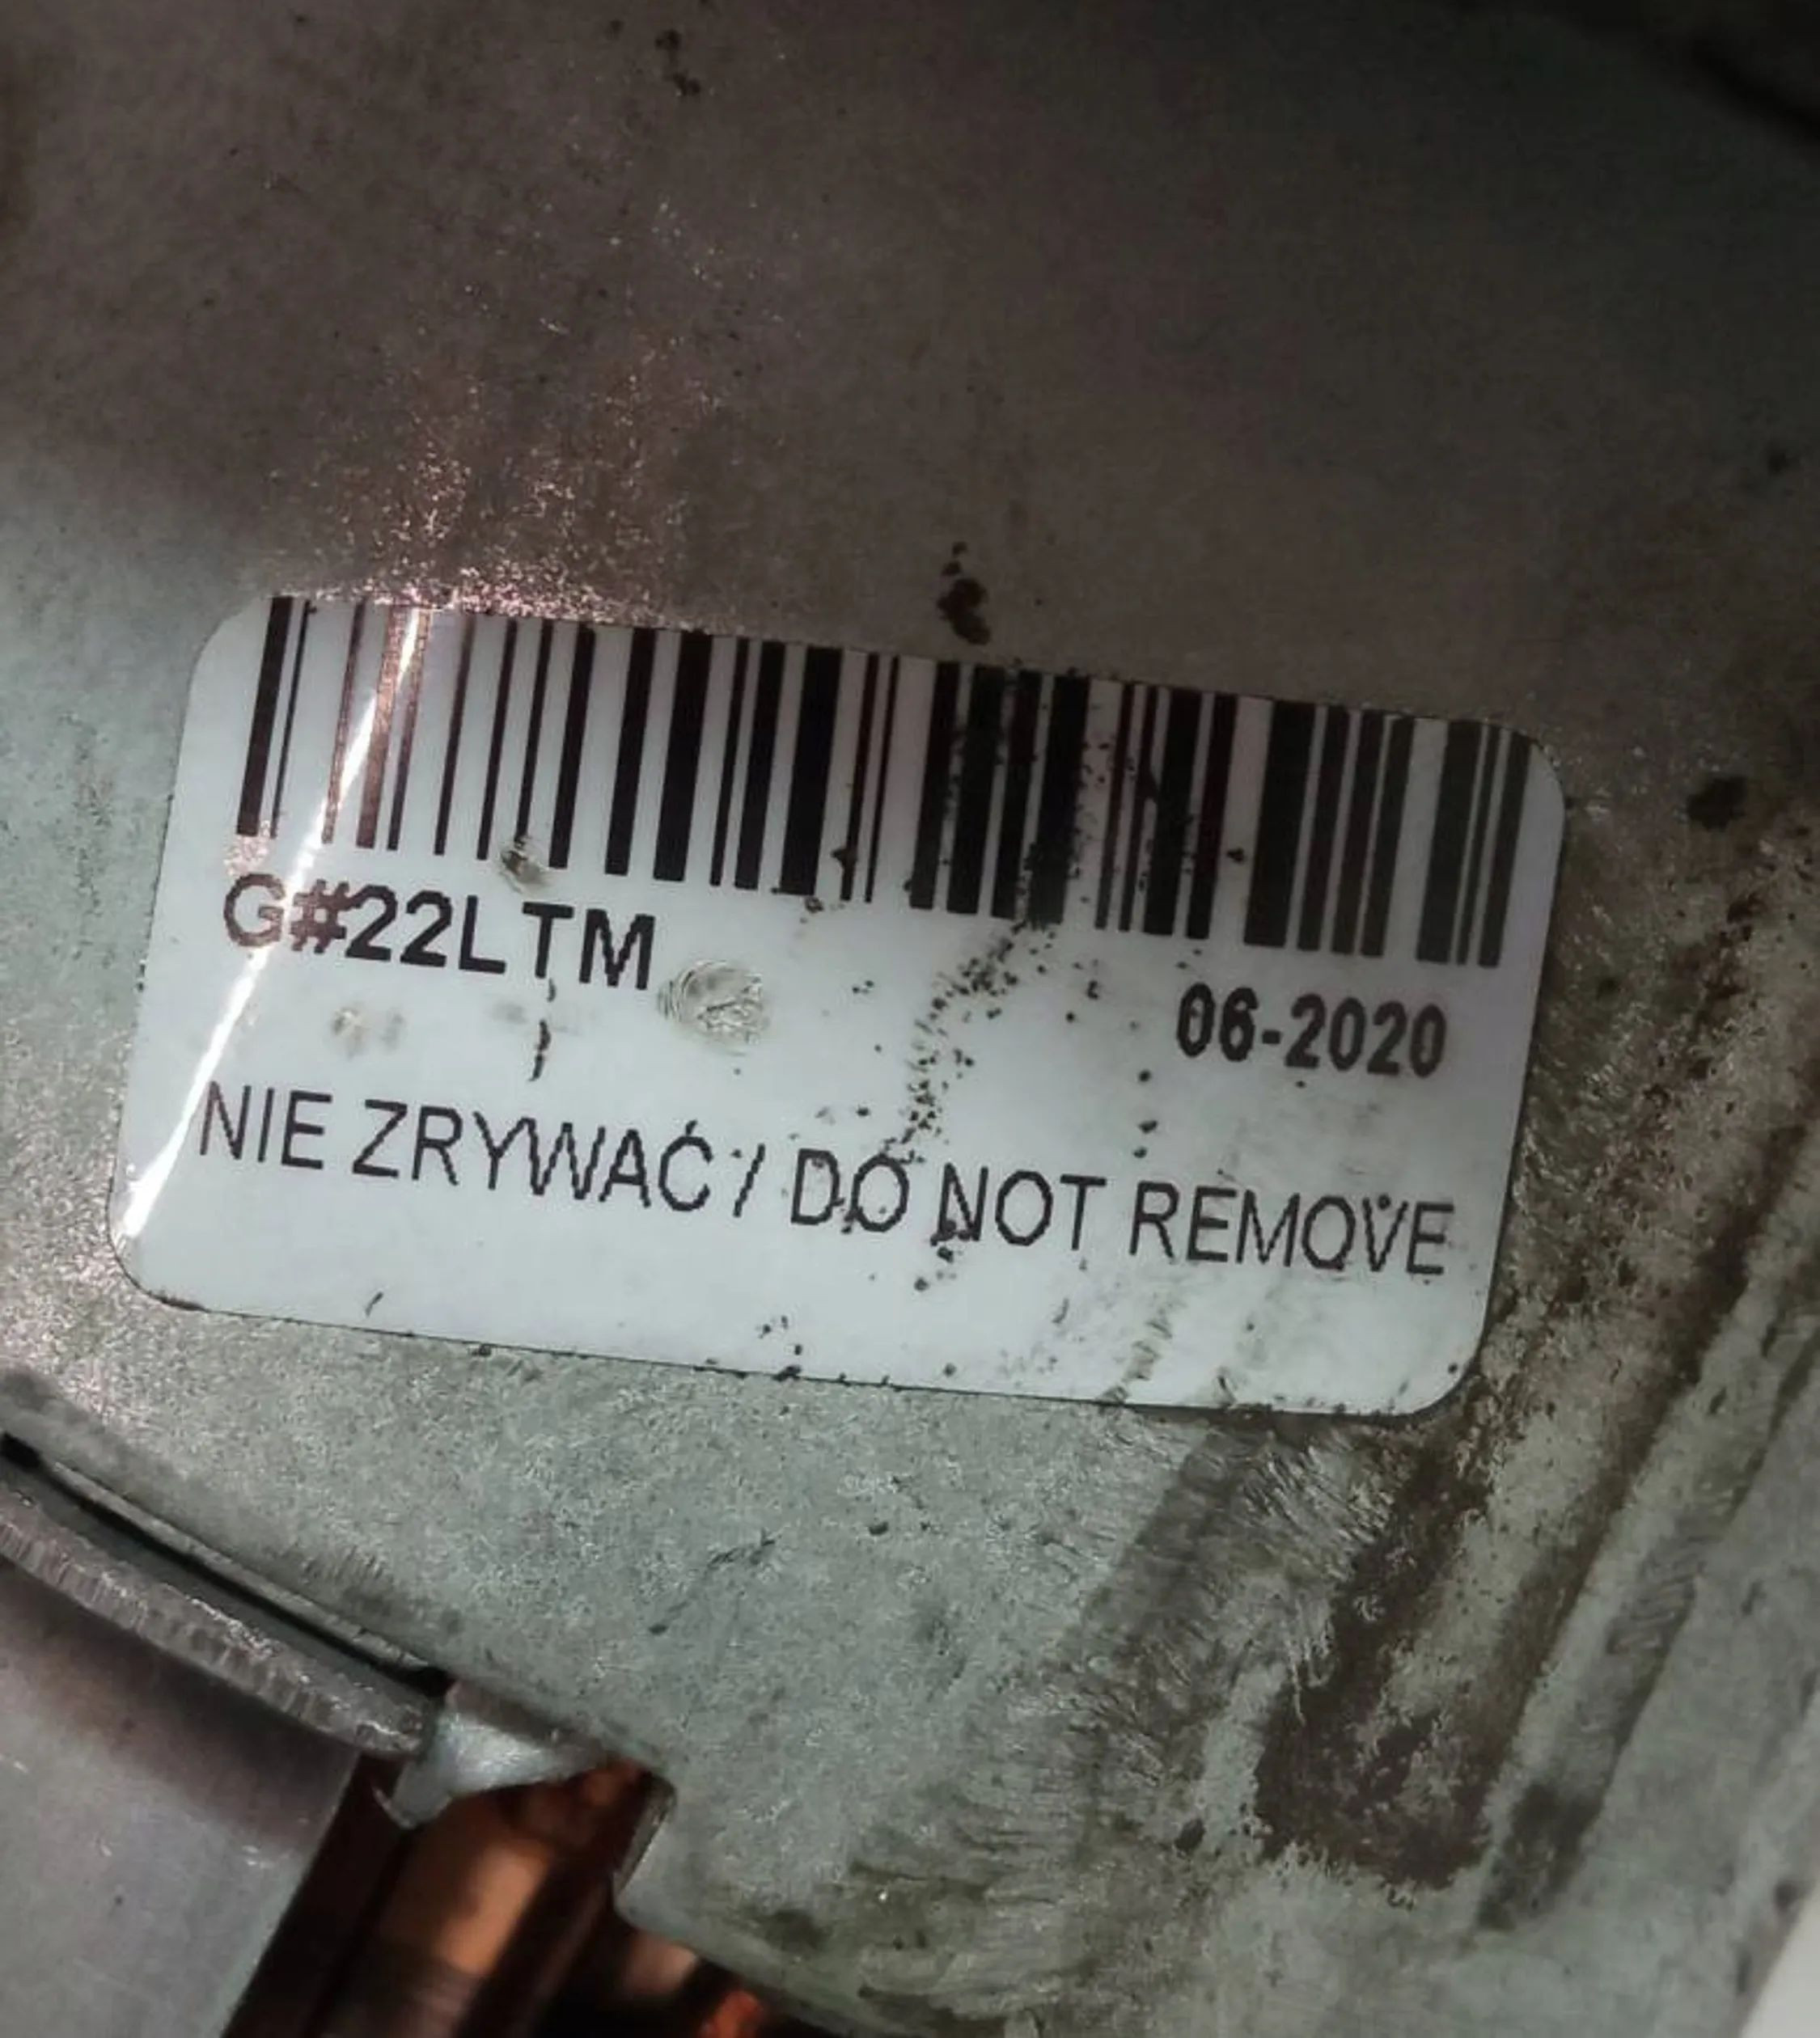 G#22LTM
06-2020
NIE ZRYWAĆ / DO NOT REMOVE